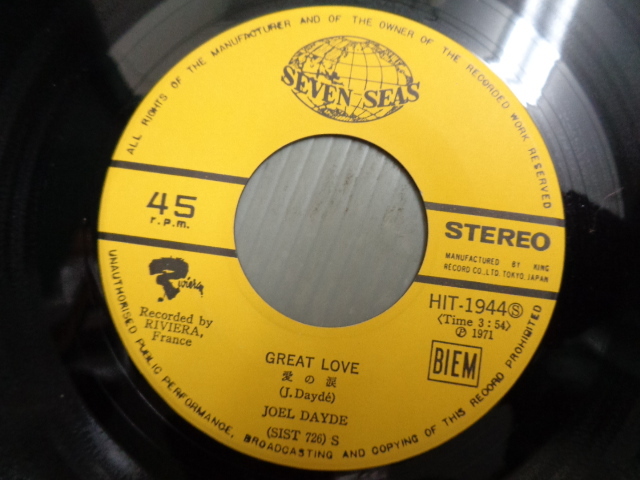 ALL RIGHTS OF THE MANUFACTURER AND OF THE OWNER OF THE RECORDED WORK RESERVED
SEVEN SEAS
45
r.p.m.
STEREO
MANUFACTURED BY KING
RECORD CO., LTD. TOKYO, JAPAN
Riviera
Recorded by
RIVIERA,
France
HIT-1944Ⓢ
〈Time 3:54〉
Ⓟ 1971
BIEM
GREAT LOVE
愛の涙
(J. Daydé)
JOEL DAYDE
(SIST 726) S
UNAUTHORISED PUBLIC PERFORMANCE, BROADCASTING AND COPYING OF THIS RECORD PROHIBITED